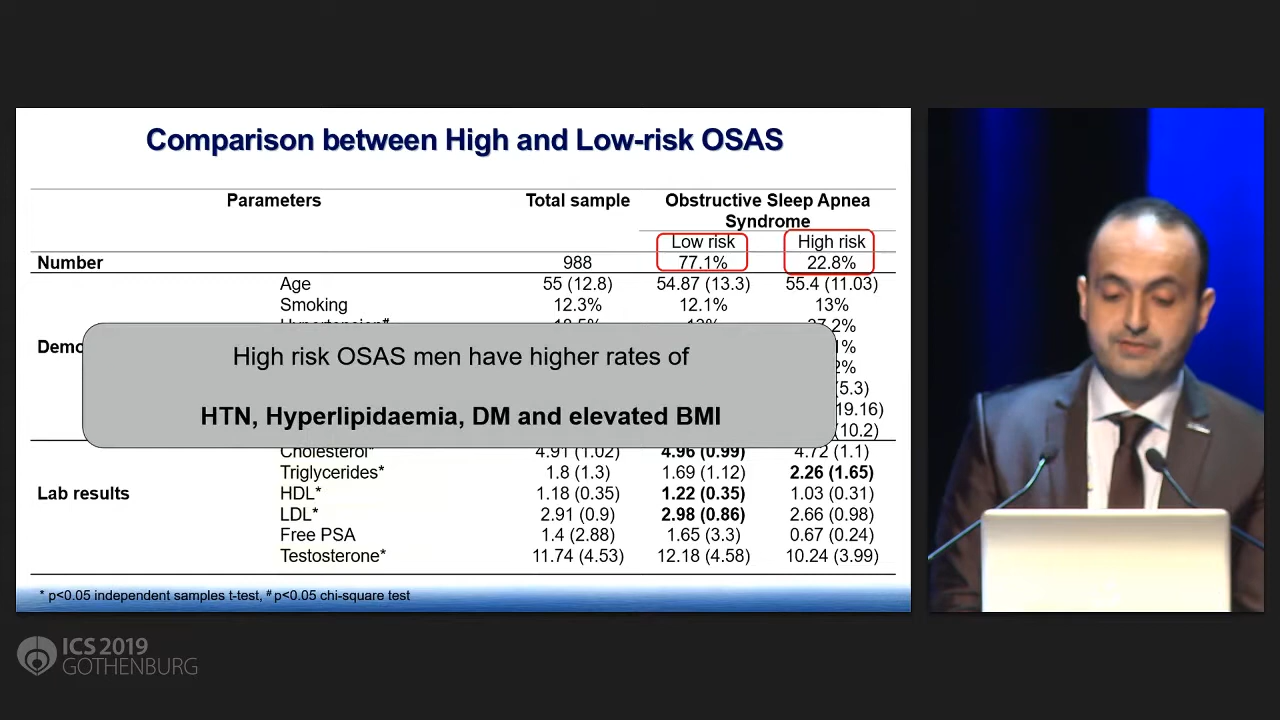 Comparison between High and Low-risk OSAS
Parameters Total sample Obstructive Sleep Apnea Syndrome
Low risk High risk
Number 988 77.1% 22.8%
Age 55 (12.8) 54.87 (13.3) 55.4 (11.03)
Smoking 12.3% 12.1% 13%
High risk OSAS men have higher rates of
HTN, Hyperlipidaemia, DM and elevated BMI
Cholesterol* 4.91 (1.02) 4.96 (0.99) 4.72 (1.1)
Triglycerides* 1.8 (1.3) 1.69 (1.12) 2.26 (1.65)
Lab results HDL* 1.18 (0.35) 1.22 (0.35) 1.03 (0.31)
LDL* 2.91 (0.9) 2.98 (0.86) 2.66 (0.98)
Free PSA 1.4 (2.88) 1.65 (3.3) 0.67 (0.24)
Testosterone* 11.74 (4.53) 12.18 (4.58) 10.24 (3.99)
* p<0.05 independent samples t-test, # p<0.05 chi-square test
ICS 2019
GOTHENBURG